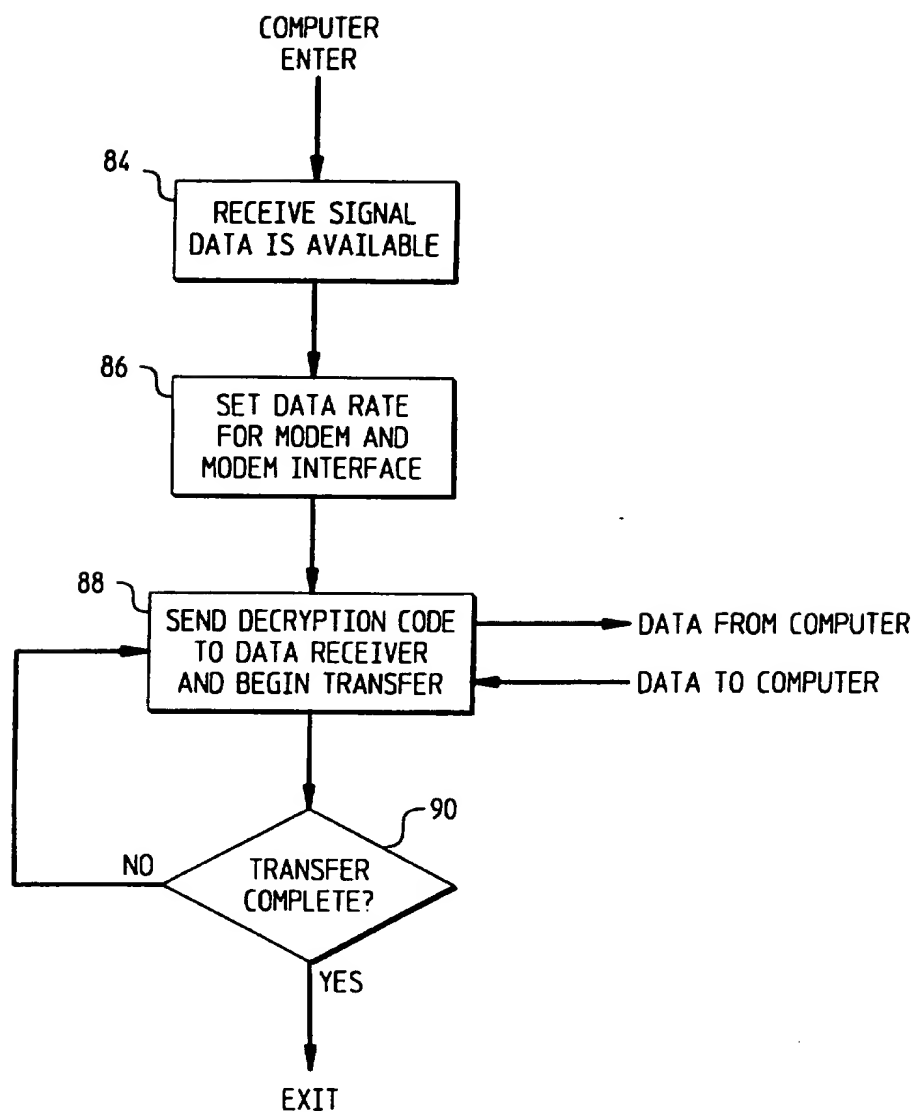 COMPUTER
ENTER
84
RECEIVE SIGNAL
DATA IS AVAILABLE
86
SET DATA RATE
FOR MODEM AND
MODEM INTERFACE
88
SEND DECRYPTION CODE
TO DATA RECEIVER
AND BEGIN TRANSFER
DATA FROM COMPUTER
DATA TO COMPUTER
90
NO
TRANSFER
COMPLETE?
YES
EXIT